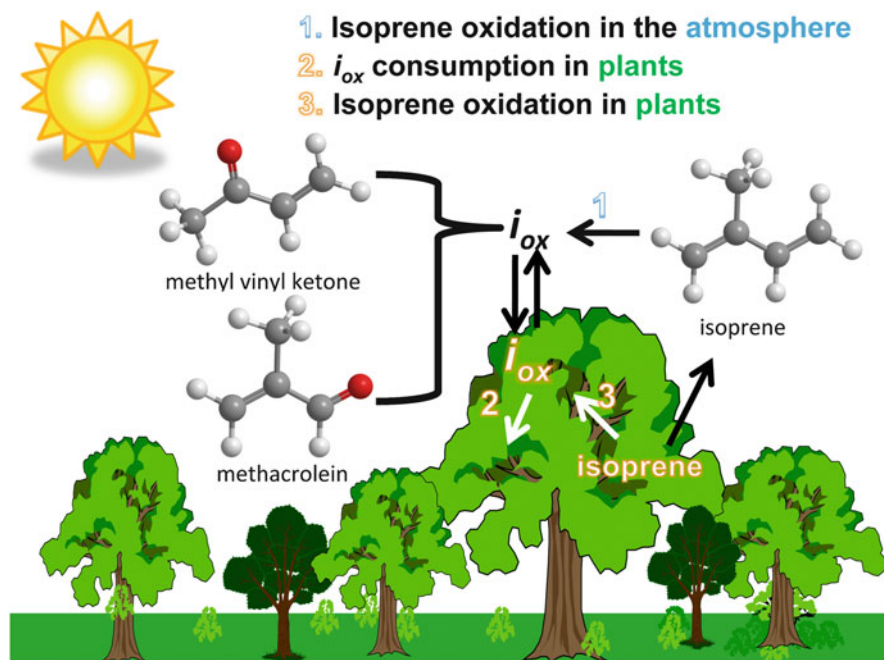 1. Isoprene oxidation in the atmosphere
2. iox consumption in plants
3. Isoprene oxidation in plants
methyl vinyl ketone
iox
1
isoprene
methacrolein
iox
2
3
isoprene